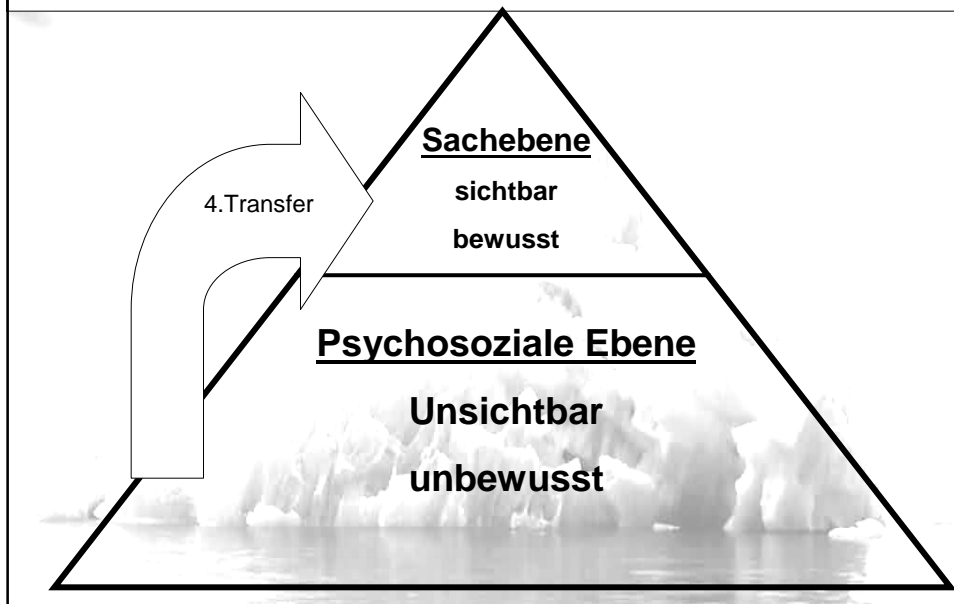 Sachebene
sichtbar
4.Transfer
bewusst
Psychosoziale Ebene
Unsichtbar
unbewusst